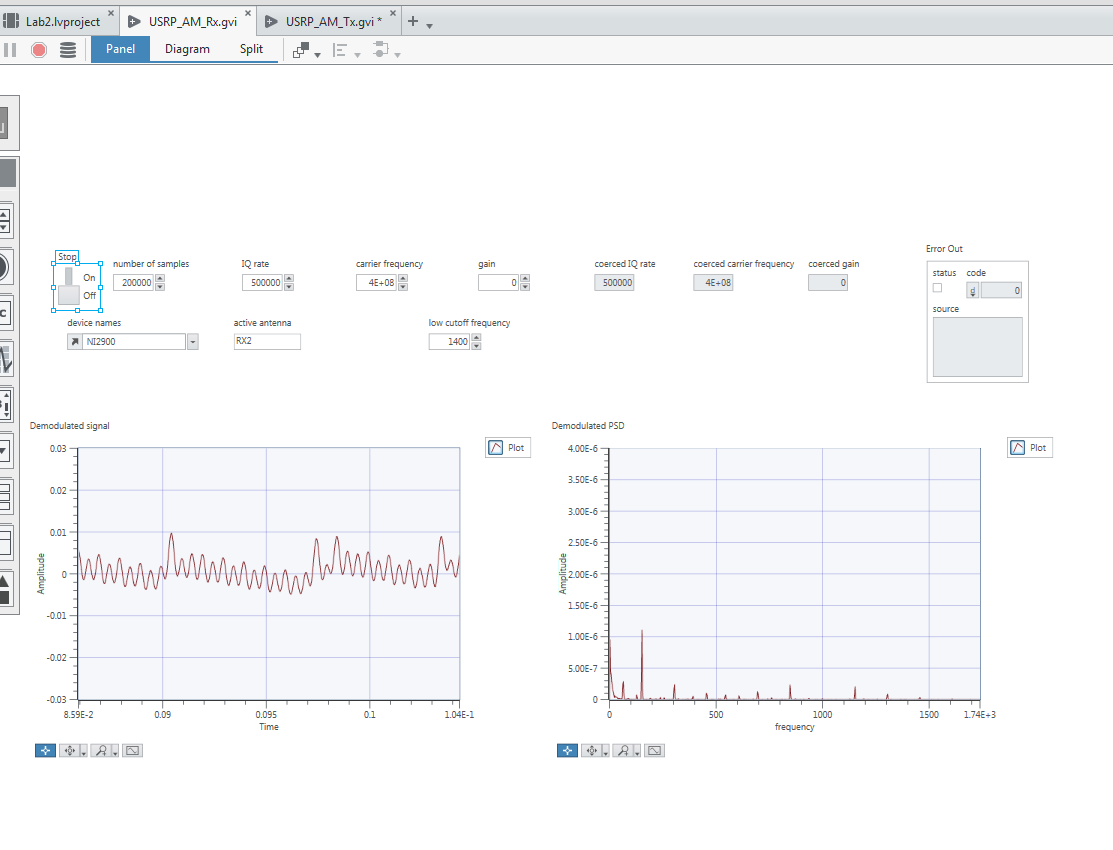 Lab2.lvproject × USRP_AM_Rx.gvi × USRP_AM_Tx.gvi * × +
Panel Diagram Split
Stop
On
Off
number of samples
200000
IQ rate
500000
carrier frequency
4E+08
gain
0
coerced IQ rate
500000
coerced carrier frequency
4E+08
coerced gain
0
Error Out
status code
d 0
source
device names
NI2900
active antenna
RX2
low cutoff frequency
1400
Demodulated signal
Plot
Amplitude
0.03
0.02
0.01
0
-0.01
-0.02
-0.03
8.59E-2 0.09 0.095 0.1 1.04E-1
Time
Demodulated PSD
Plot
Amplitude
4.00E-6
3.50E-6
3.00E-6
2.50E-6
2.00E-6
1.50E-6
1.00E-6
5.00E-7
0
0 500 1000 1500 1.74E+3
frequency